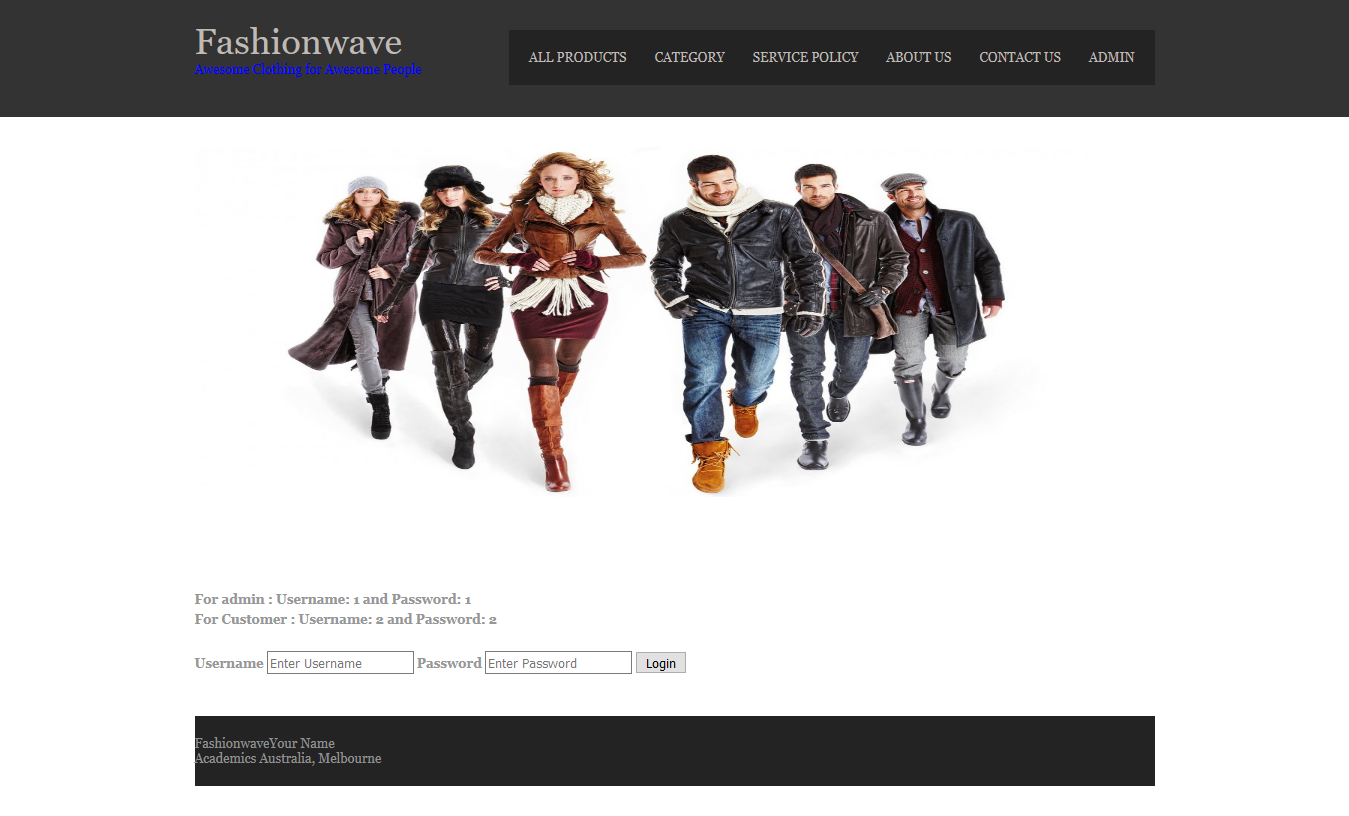 Fashionwave
Awesome Clothing for Awesome People
ALL PRODUCTS CATEGORY SERVICE POLICY ABOUT US CONTACT US ADMIN
For admin : Username: 1 and Password: 1
For Customer : Username: 2 and Password: 2
Username Enter Username Password Enter Password Login
FashionwaveYour Name
Academics Australia, Melbourne